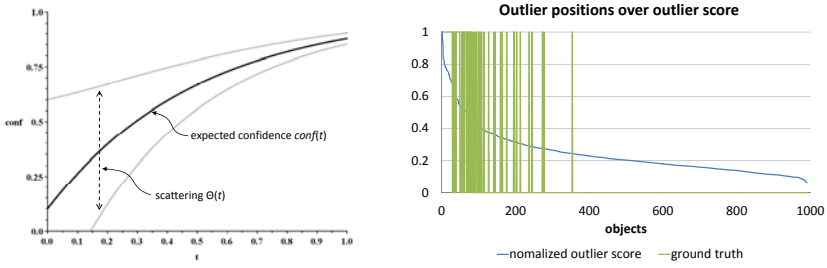 1.0
0.75
conf
0.5
0.25
0.0
expected confidence conf(t)
scattering Θ(t)
0.0 0.1 0.2 0.3 0.4 0.5 0.6 0.7 0.8 0.9 1.0
t
Outlier positions over outlier score
1
0.8
0.6
0.4
0.2
0
0 200 400 600 800 1000
objects
nomalized outlier score ground truth